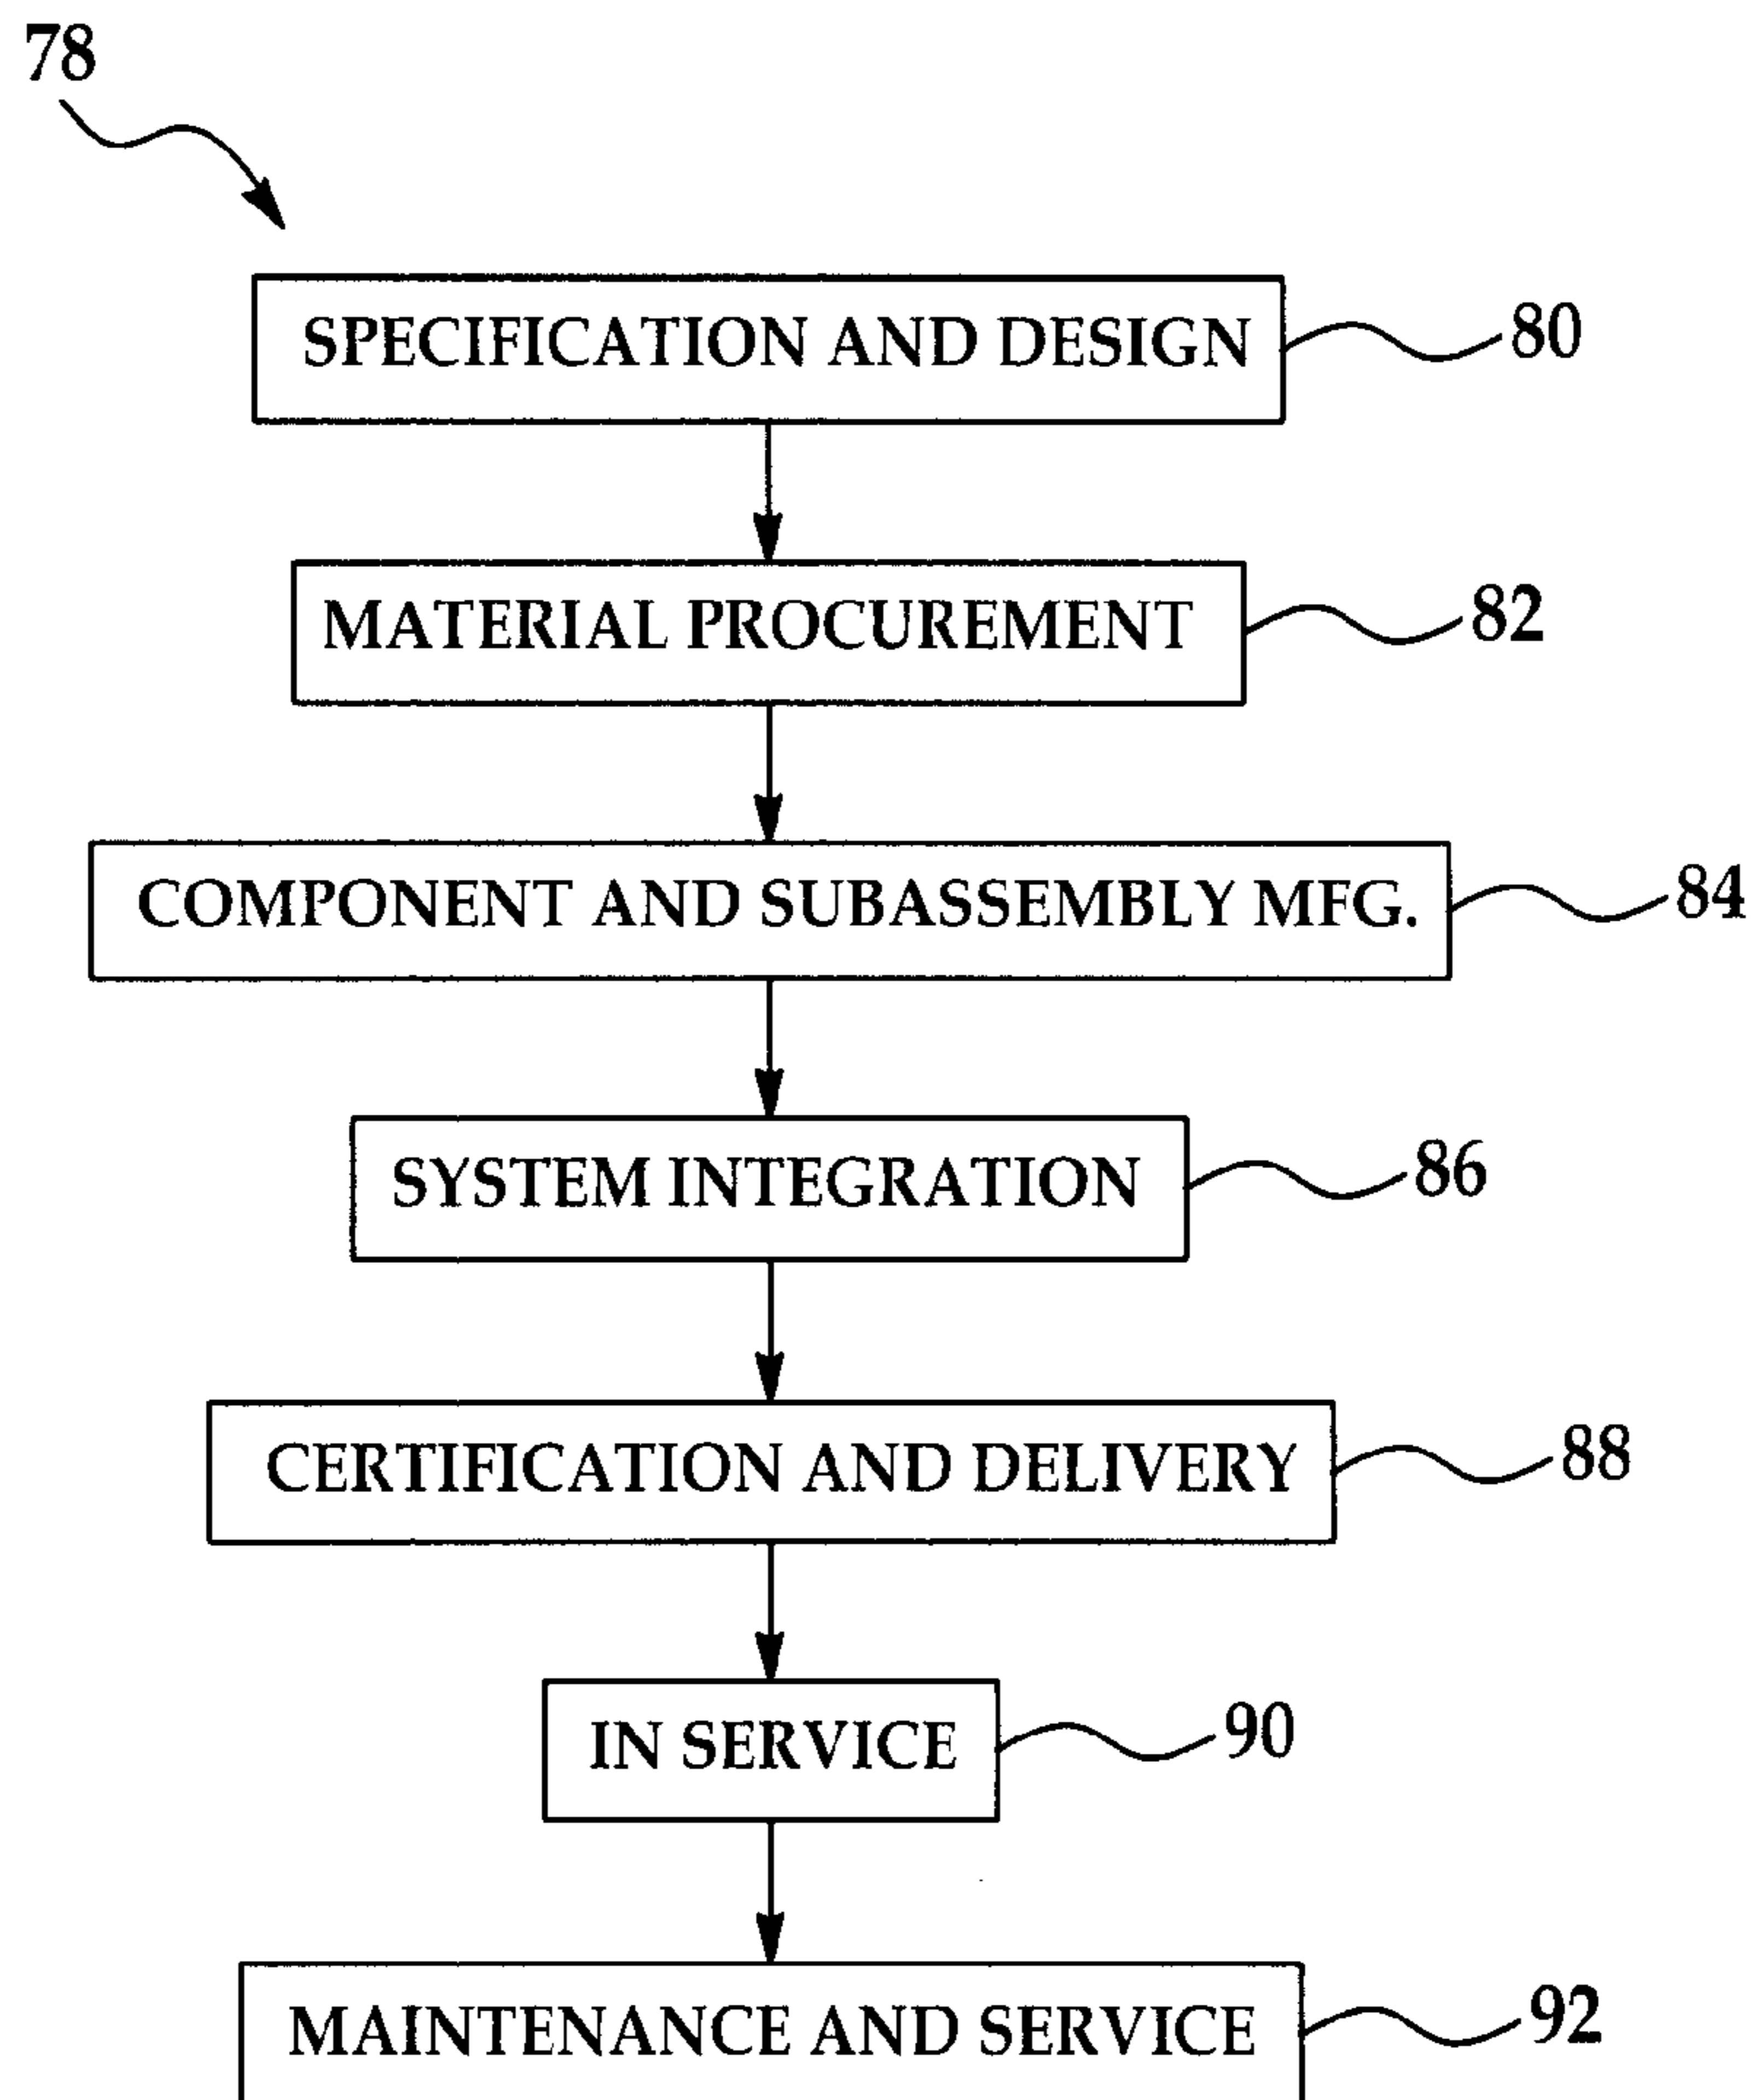 78
SPECIFICATION AND DESIGN 80
MATERIAL PROCUREMENT 82
COMPONENT AND SUBASSEMBLY MFG. 84
SYSTEM INTEGRATION 86
CERTIFICATION AND DELIVERY 88
IN SERVICE 90
MAINTENANCE AND SERVICE 92